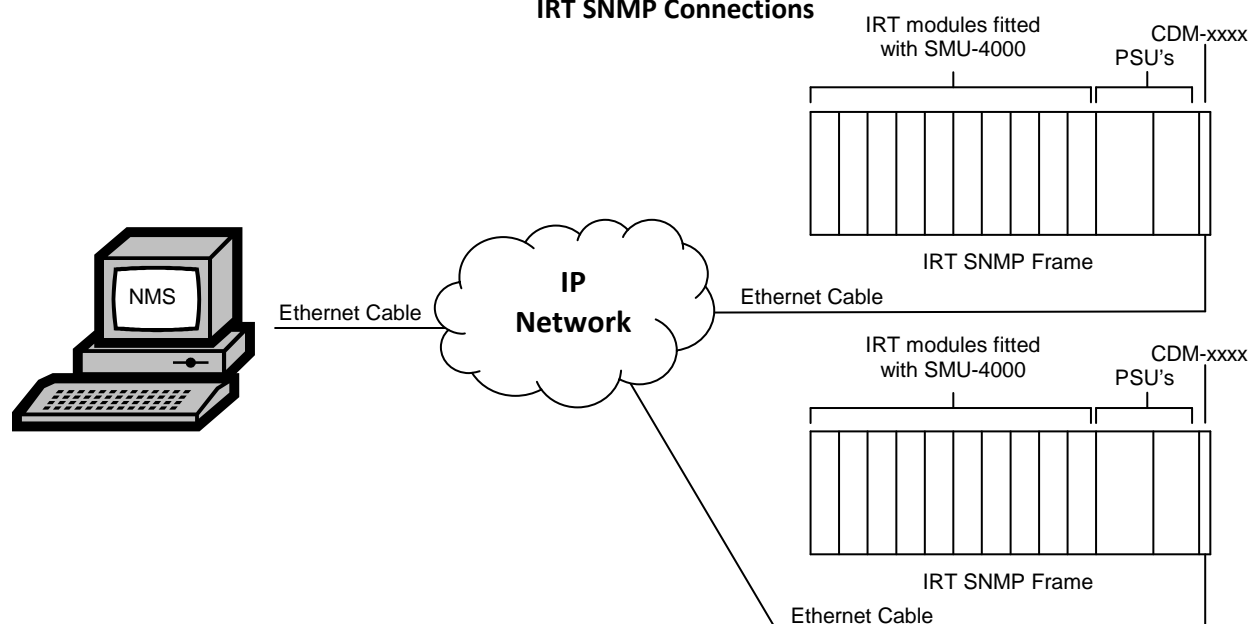 IRT SNMP Connections
IRT modules fitted
with SMU-4000
PSU's
CDM-xxxx
IRT SNMP Frame
NMS
Ethernet Cable
IP
Network
Ethernet Cable
IRT modules fitted
with SMU-4000
PSU's
CDM-xxxx
IRT SNMP Frame
Ethernet Cable